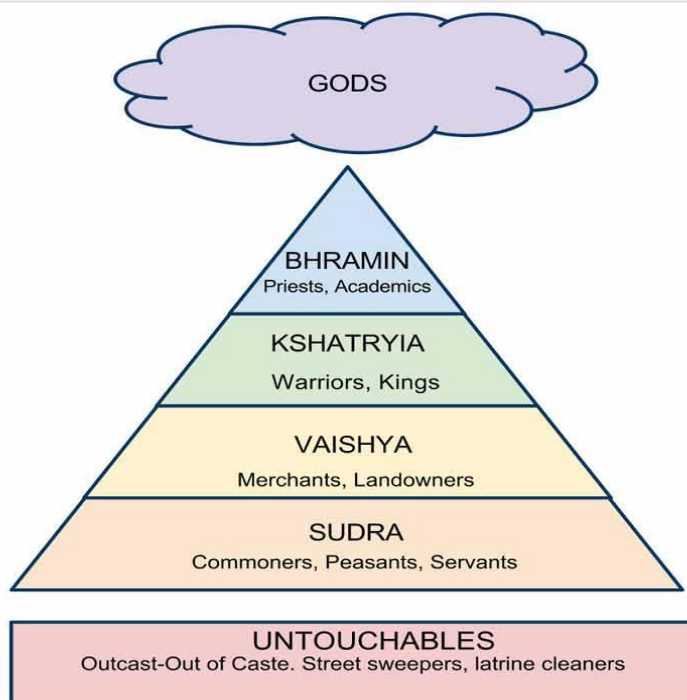 GODS
BHRAMIN
Priests, Academics
KSHATRYIA
Warriors, Kings
VAISHYA
Merchants, Landowners
SUDRA
Commoners, Peasants, Servants
UNTOUCHABLES
Outcast-Out of Caste. Street sweepers, latrine cleaners